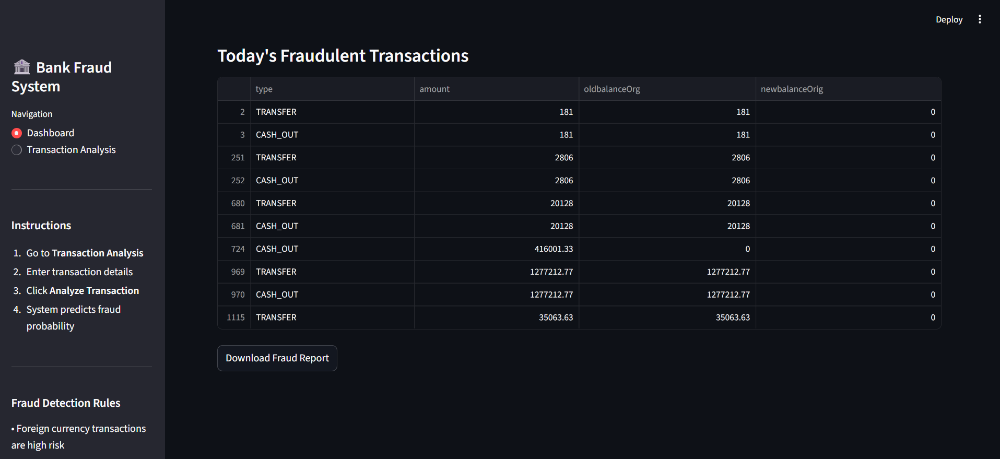 Deploy
Bank Fraud
System
Navigation
Dashboard
Transaction Analysis
Instructions
1. Go to Transaction Analysis
2. Enter transaction details
3. Click Analyze Transaction
4. System predicts fraud
probability
Fraud Detection Rules
• Foreign currency transactions
are high risk
Today's Fraudulent Transactions
type amount oldbalanceOrg newbalanceOrig
2 TRANSFER 181 181 0
3 CASH_OUT 181 181 0
251 TRANSFER 2806 2806 0
252 CASH_OUT 2806 2806 0
680 TRANSFER 20128 20128 0
681 CASH_OUT 20128 20128 0
724 CASH_OUT 416001.33 0 0
969 TRANSFER 1277212.77 1277212.77 0
970 CASH_OUT 1277212.77 1277212.77 0
1115 TRANSFER 35063.63 35063.63 0
Download Fraud Report